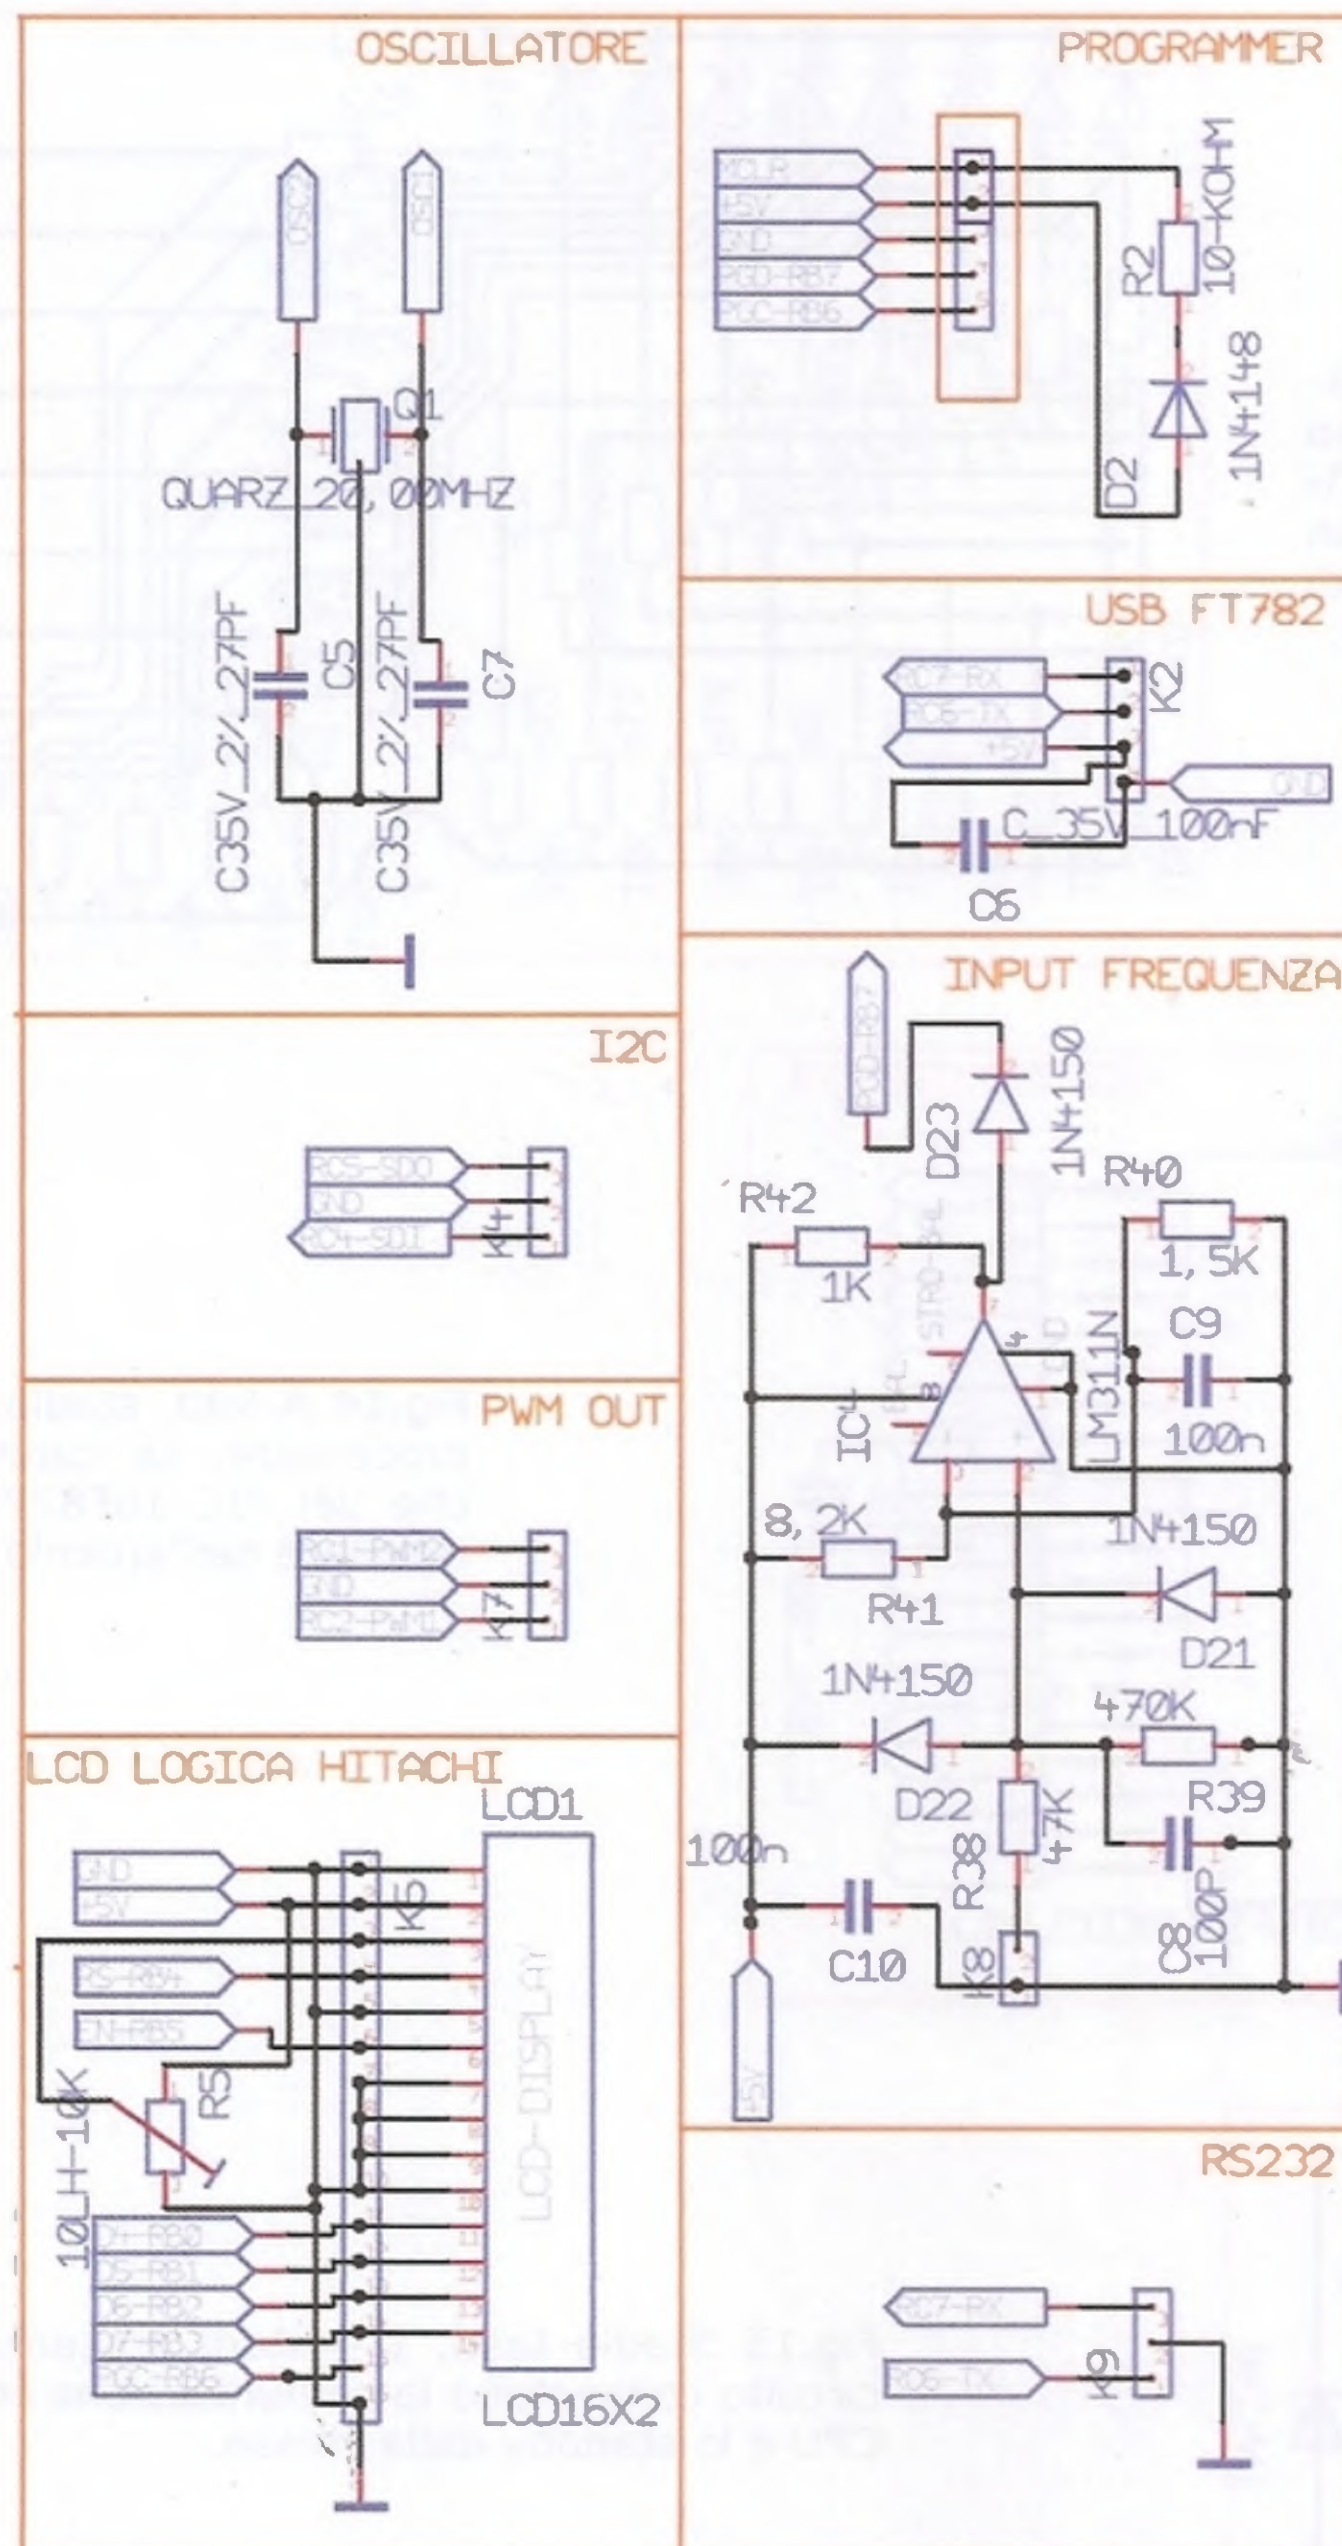 OSCILLATORE
OSC2
OSC1
Q1
QUARZ_20,00MHZ
C35V_2%_27PF
C5
C35V_2%_27PF
C7
PROGRAMMER
MCLR
+5V
GND
PGD-RB7
PGC-RB6
R2
10-KOHM
D2
1N4148
USB FT782
RC7-RX
RC6-TX
+5V
K2
GND
C_35V_100nF
C6
I2C
RC5-SDO
GND
RC4-SDI
K4
PWM OUT
RC1-PWM2
GND
RC2-PWM1
K7
INPUT FREQUENZA
PGD-RB7
D23
1N4150
R42
1K
R40
1,5K
STRO-BAL
BAL
GND
4
8
IC4
LM311N
C9
100n
8,2K
R41
1N4150
D21
1N4150
D22
470K
R39
R38
47K
C8
100P
100n
C10
K8
+5V
LCD LOGICA HITACHI
LCD1
GND
+5V
K5
RS-RB4
EN-RB5
R5
10LH-10K
LCD-DISPLAY
D4-RB0
D5-RB1
D6-RB2
D7-RB3
PGC-RB6
LCD16X2
RS232
RC7-RX
RC6-TX
K9